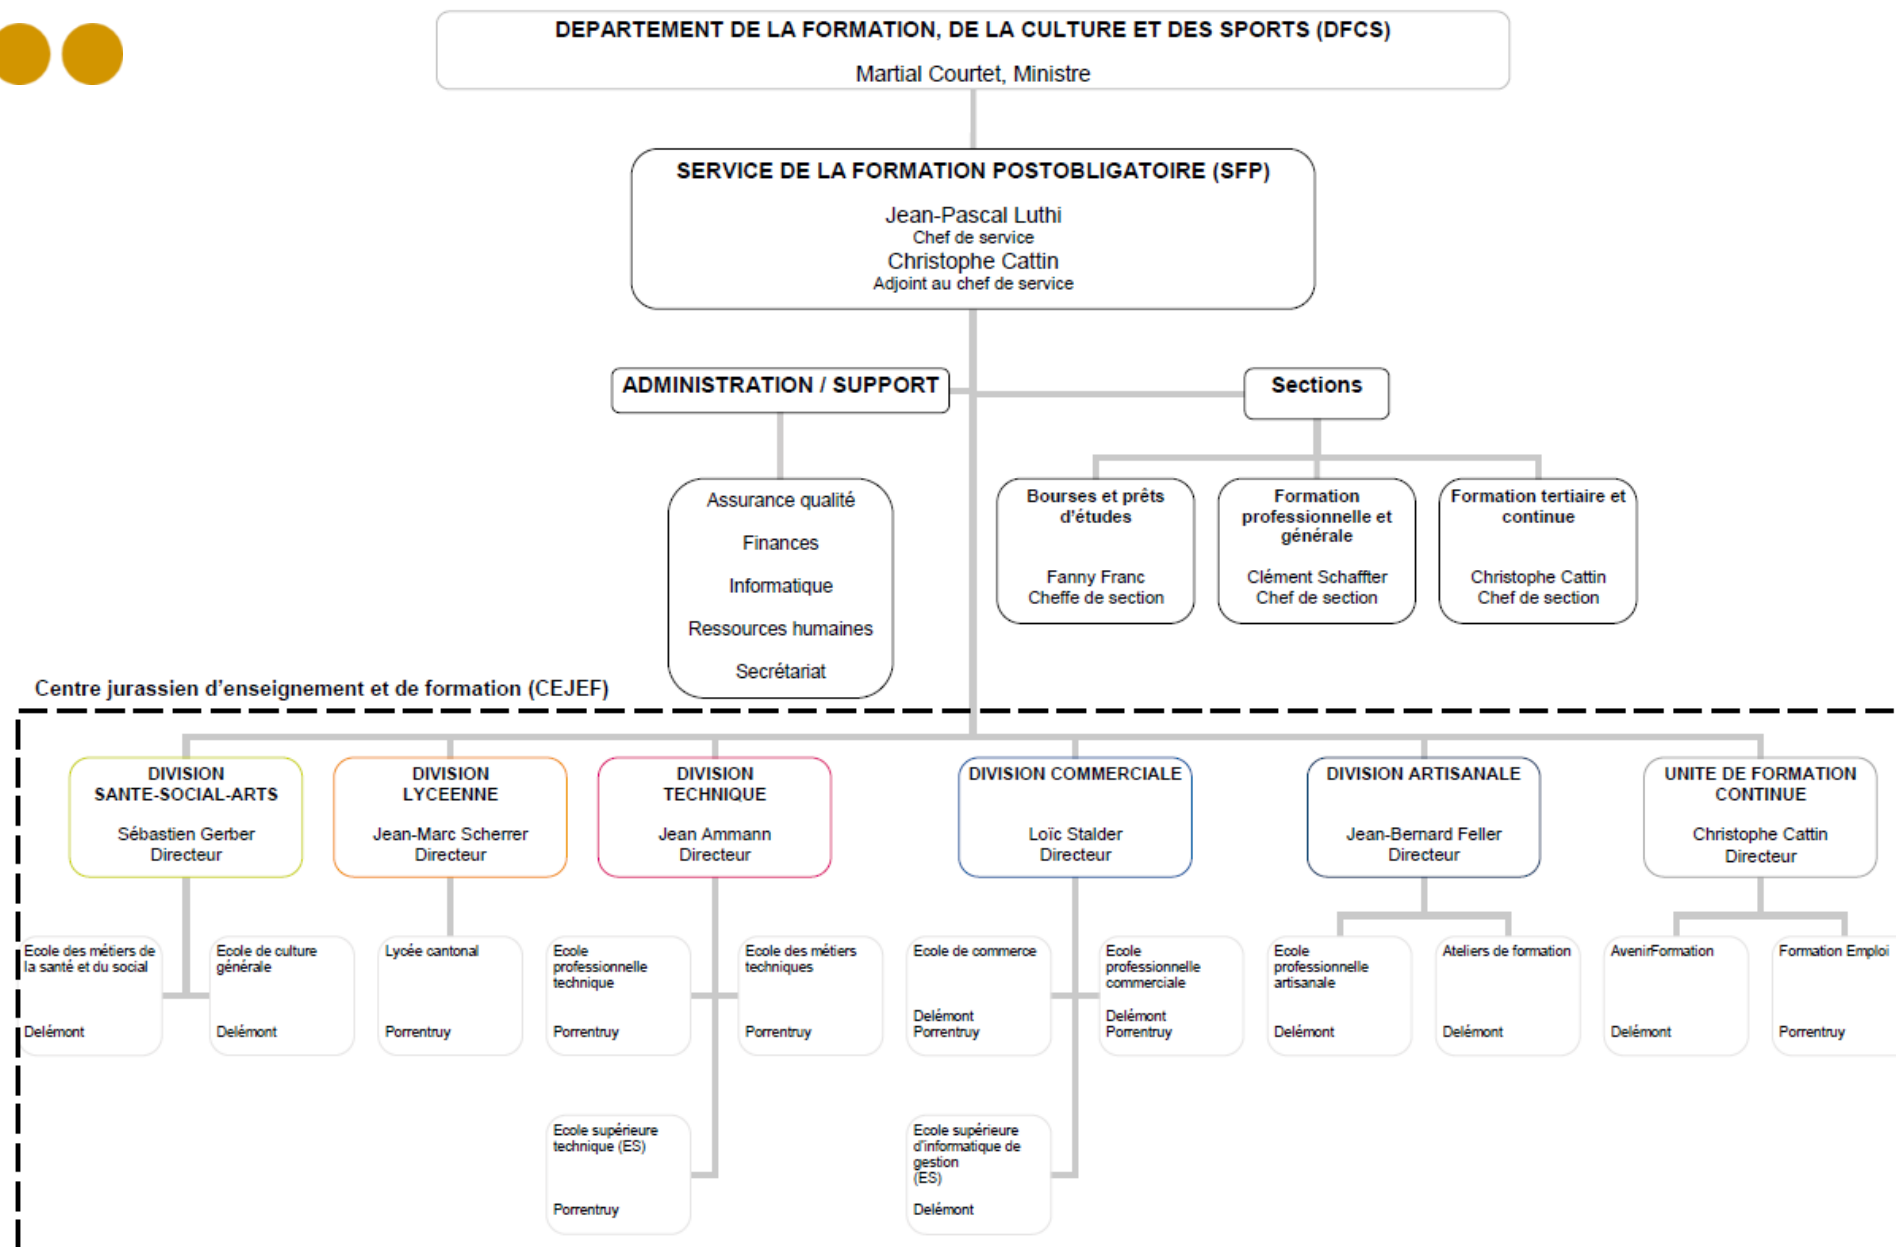 DEPARTEMENT DE LA FORMATION, DE LA CULTURE ET DES SPORTS (DFCS)
Martial Courtet, Ministre
SERVICE DE LA FORMATION POSTOBLIGATOIRE (SFP)
Jean-Pascal Luthi
Chef de service
Christophe Cattin
Adjoint au chef de service
ADMINISTRATION / SUPPORT
Sections
Assurance qualité
Finances
Informatique
Ressources humaines
Secrétariat
Bourses et prêts
d'études
Fanny Franc
Cheffe de section
Formation
professionnelle et
générale
Clément Schaffter
Chef de section
Formation tertiaire et
continue
Christophe Cattin
Chef de section
Centre jurassien d'enseignement et de formation (CEJEF)
DIVISION
SANTE-SOCIAL-ARTS
Sébastien Gerber
Directeur
DIVISION
LYCEENNE
Jean-Marc Scherrer
Directeur
DIVISION
TECHNIQUE
Jean Ammann
Directeur
DIVISION COMMERCIALE
Loïc Stalder
Directeur
DIVISION ARTISANALE
Jean-Bernard Feller
Directeur
UNITE DE FORMATION
CONTINUE
Christophe Cattin
Directeur
Ecole des métiers de
la santé et du social
Delémont
Ecole de culture
générale
Delémont
Lycée cantonal
Porrentruy
Ecole
professionnelle
technique
Porrentruy
Ecole des métiers
techniques
Porrentruy
Ecole de commerce
Delémont
Porrentruy
Ecole
professionnelle
commerciale
Delémont
Porrentruy
Ecole
professionnelle
artisanale
Delémont
Ateliers de formation
Delémont
AvenirFormation
Delémont
Formation Emploi
Porrentruy
Ecole supérieure
technique (ES)
Porrentruy
Ecole supérieure
d'informatique de
gestion
(ES)
Delémont